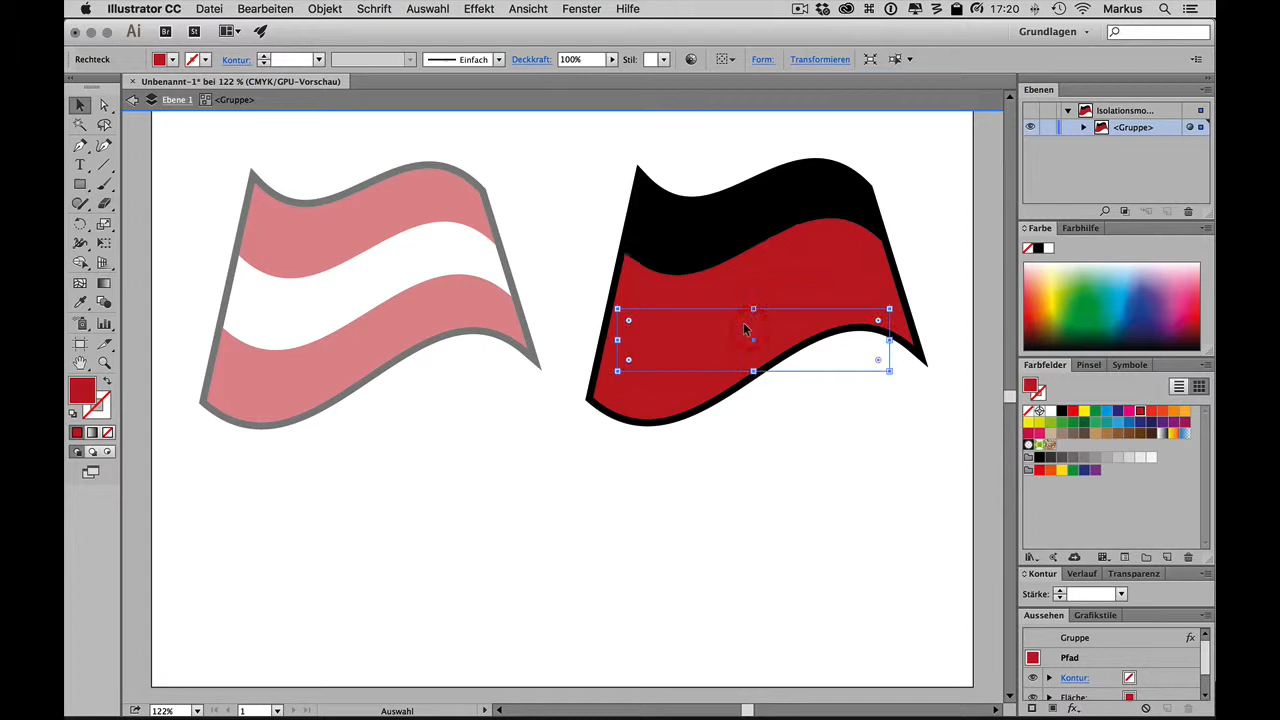 Illustrator CC Datei Bearbeiten Objekt Schrift Auswahl Effekt Ansicht Fenster Hilfe 17:20 Markus
Ai Br St Grundlagen
Rechteck Kontur: Einfach Deckkraft: 100% Stil: Form: Transformieren
× Unbenannt-1* bei 122 % (CMYK/GPU-Vorschau)
Ebene 1 <Gruppe>
Ebenen
Isolationsmo...
<Gruppe>
Farbe Farbhilfe
Farbfelder Pinsel Symbole
Kontur Verlauf Transparenz
Stärke:
Aussehen Grafikstile
Gruppe fx
Pfad
Kontur:
Fläche:
122% 1 Auswahl fx